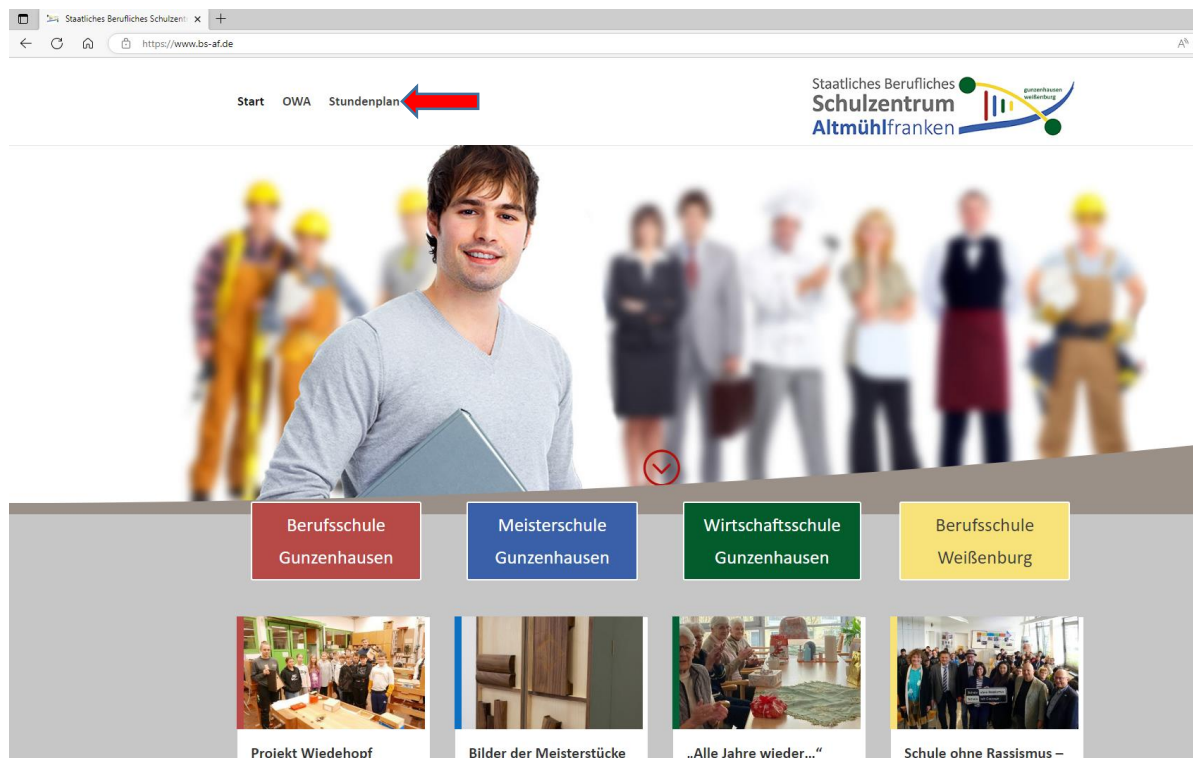 Staatliches Berufliches Schulzent
https://www.bs-af.de
Start OWA Stundenplan
Staatliches Berufliches
Schulzentrum
Altmühlfranken
gunzenhausen
weißenburg
Berufsschule
Gunzenhausen
Meisterschule
Gunzenhausen
Wirtschaftsschule
Gunzenhausen
Berufsschule
Weißenburg
Projekt Wiedehopf
Bilder der Meisterstücke
„Alle Jahre wieder...“
Schule ohne Rassismus –